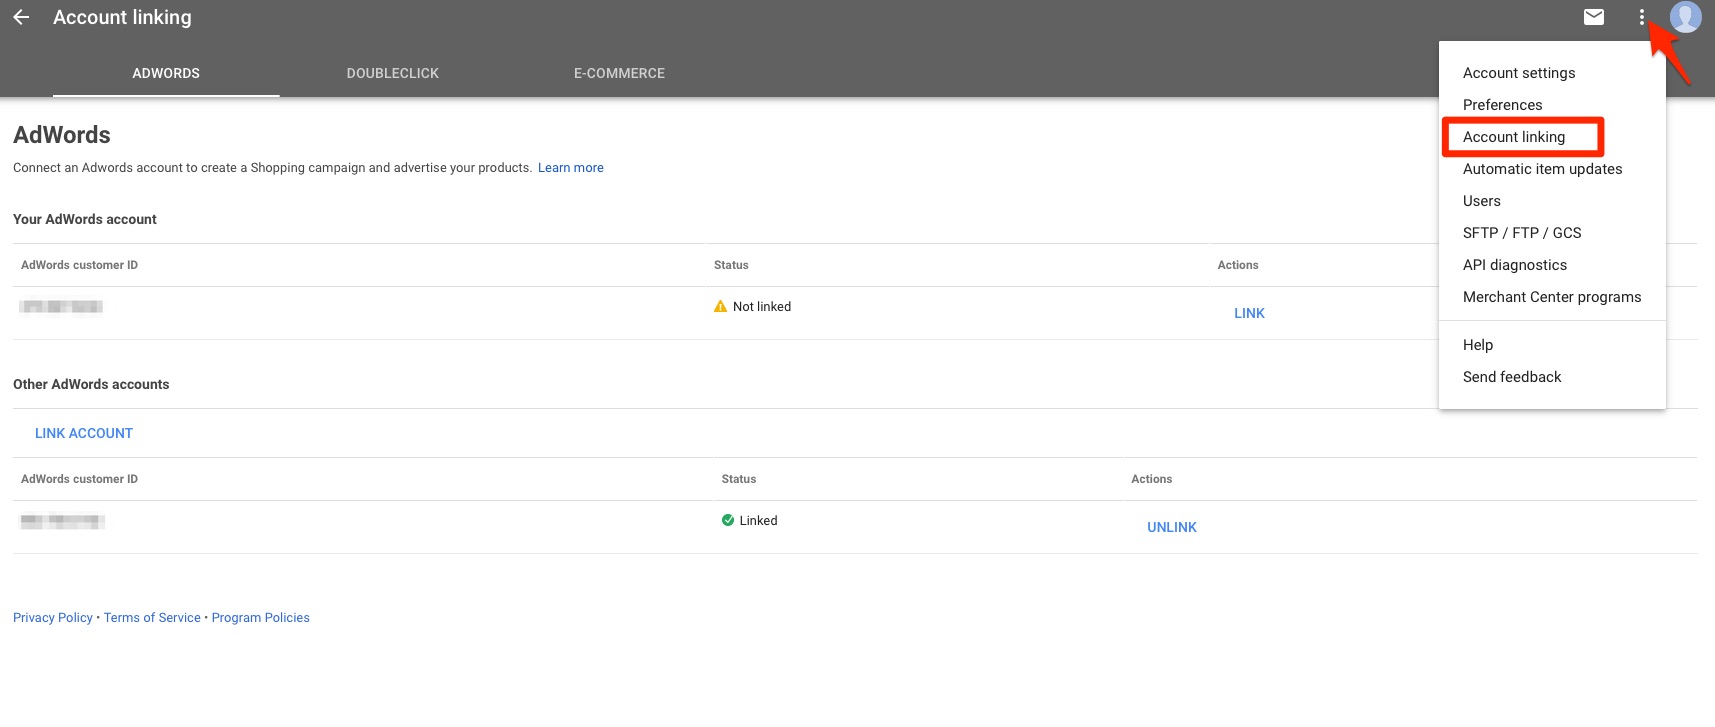 Account linking
ADWORDS DOUBLECLICK E-COMMERCE
AdWords
Connect an Adwords account to create a Shopping campaign and advertise your products. Learn more
Your AdWords account
AdWords customer ID Status Actions
Not linked LINK
Other AdWords accounts
LINK ACCOUNT
AdWords customer ID Status Actions
Linked UNLINK
Privacy Policy • Terms of Service • Program Policies
Account settings
Preferences
Account linking
Automatic item updates
Users
SFTP / FTP / GCS
API diagnostics
Merchant Center programs
Help
Send feedback